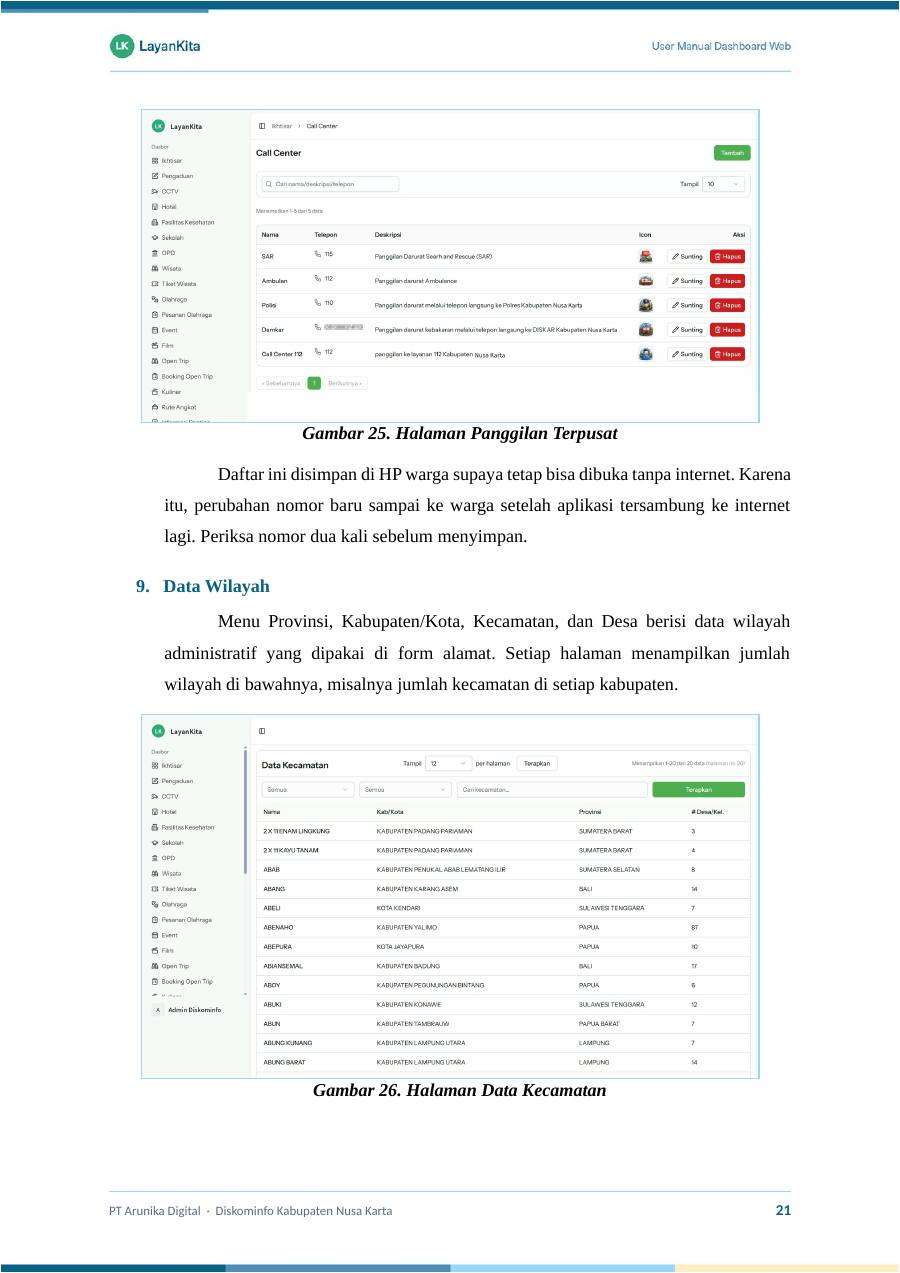 LK LayanKita
User Manual Dashboard Web
LK LayanKita
Dasbor
Ikhtisar
Pengaduan
CCTV
Hotel
Fasilitas Kesehatan
Sekolah
OPD
Wisata
Tiket Wisata
Olahraga
Pesanan Olahraga
Event
Film
Open Trip
Booking Open Trip
Kuliner
Rute Angkot
Ikhtisar > Call Center
Call Center
Tambah
Cari nama/deskripsi/telepon
Tampil 10
Menampilkan 1-5 dari 5 data
Nama Telepon Deskripsi Icon Aksi
SAR 115 Panggilan Darurat Searh and Rescue (SAR) Sunting Hapus
Ambulan 112 Panggilan darurat Ambulance Sunting Hapus
Polisi 110 Panggilan darurat melalui telepon langsung ke Polres Kabupaten Nusa Karta Sunting Hapus
Damkar Panggilan darurat kebakaran melalui telepon langsung ke DISKAR Kabupaten Nusa Karta Sunting Hapus
Call Center 112 112 panggilan ke layanan 112 Kabupaten Nusa Karta Sunting Hapus
« Sebelumnya 1 Berikutnya »
Gambar 25. Halaman Panggilan Terpusat
Daftar ini disimpan di HP warga supaya tetap bisa dibuka tanpa internet. Karena
itu, perubahan nomor baru sampai ke warga setelah aplikasi tersambung ke internet
lagi. Periksa nomor dua kali sebelum menyimpan.
9. Data Wilayah
Menu Provinsi, Kabupaten/Kota, Kecamatan, dan Desa berisi data wilayah
administratif yang dipakai di form alamat. Setiap halaman menampilkan jumlah
wilayah di bawahnya, misalnya jumlah kecamatan di setiap kabupaten.
LK LayanKita
Dasbor
Ikhtisar
Pengaduan
CCTV
Hotel
Fasilitas Kesehatan
Sekolah
OPD
Wisata
Tiket Wisata
Olahraga
Pesanan Olahraga
Event
Film
Open Trip
Booking Open Trip
A Admin Diskominfo
Data Kecamatan
Tampil 12 per halaman Terapkan
Menampilkan 1-20 dari 20 data (halaman ini: 20)
Semua Semua Cari kecamatan... Terapkan
Nama Kab/Kota Provinsi # Desa/Kel.
2 X 11 ENAM LINGKUNG KABUPATEN PADANG PARIAMAN SUMATERA BARAT 3
2 X 11 KAYU TANAM KABUPATEN PADANG PARIAMAN SUMATERA BARAT 4
ABAB KABUPATEN PENUKAL ABAB LEMATANG ILIR SUMATERA SELATAN 8
ABANG KABUPATEN KARANG ASEM BALI 14
ABELI KOTA KENDARI SULAWESI TENGGARA 7
ABENAHO KABUPATEN YALIMO PAPUA 87
ABEPURA KOTA JAYAPURA PAPUA 10
ABIANSEMAL KABUPATEN BADUNG BALI 17
ABOY KABUPATEN PEGUNUNGAN BINTANG PAPUA 6
ABUKI KABUPATEN KONAWE SULAWESI TENGGARA 12
ABUN KABUPATEN TAMBRAUW PAPUA BARAT 7
ABUNG KUNANG KABUPATEN LAMPUNG UTARA LAMPUNG 7
ABUNG BARAT KABUPATEN LAMPUNG UTARA LAMPUNG 14
Gambar 26. Halaman Data Kecamatan
PT Arunika Digital · Diskominfo Kabupaten Nusa Karta
21